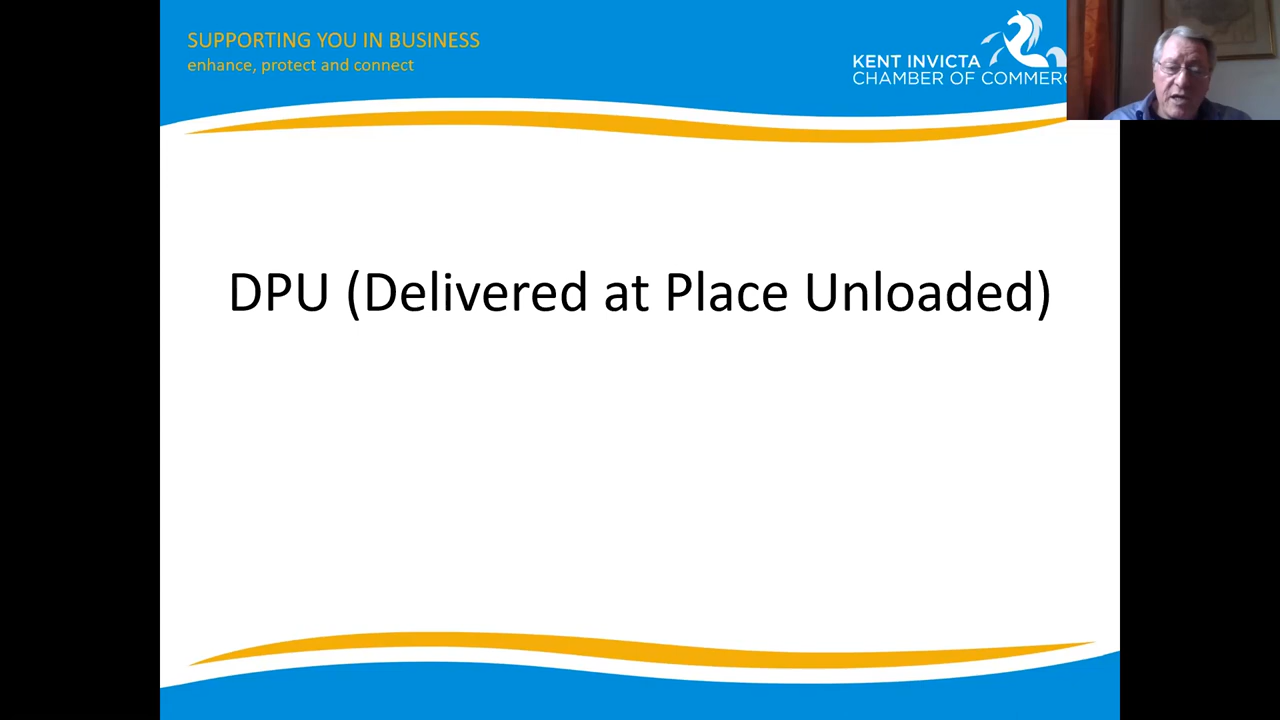 SUPPORTING YOU IN BUSINESS
enhance, protect and connect
KENT INVICTA
CHAMBER OF COMMERC
DPU (Delivered at Place Unloaded)